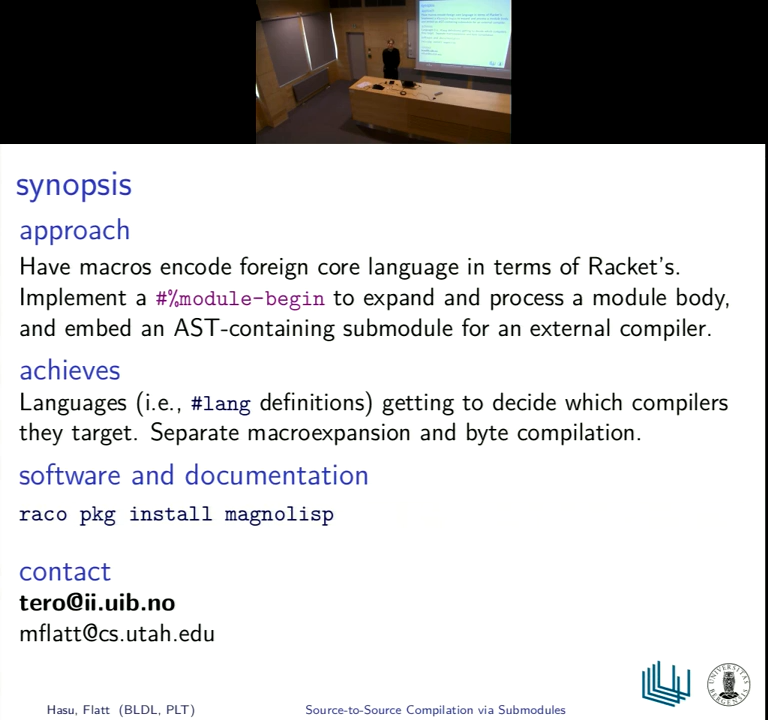 synopsis
approach
Have macros encode foreign core language in terms of Racket's.
Implement a #%module-begin to expand and process a module body,
and embed an AST-containing submodule for an external compiler.
achieves
Languages (i.e., #lang definitions) getting to decide which compilers
they target. Separate macroexpansion and byte compilation.
software and documentation
raco pkg install magnolisp
contact
tero@ii.uib.no
mflatt@cs.utah.edu
Hasu, Flatt (BLDL, PLT)
Source-to-Source Compilation via Submodules